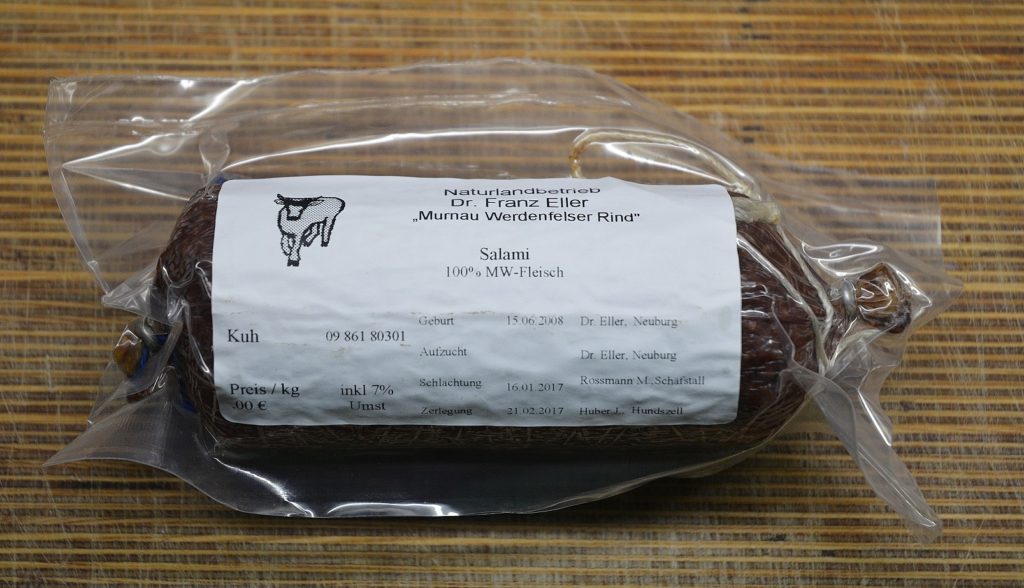 Naturlandbetrieb
Dr. Franz Eller
„Murnau Werdenfelser Rind"
Salami
100% MW-Fleisch
Kuh 09 861 80301
Geburt 15.06.2008 Dr. Eller, Neuburg
Aufzucht Dr. Eller, Neuburg
Schlachtung 16.01.2017 Rossmann M.,Schafstall
Zerlegung 21.02.2017 Huber J., Hundszell
Preis / kg inkl 7%
.00 € Umst